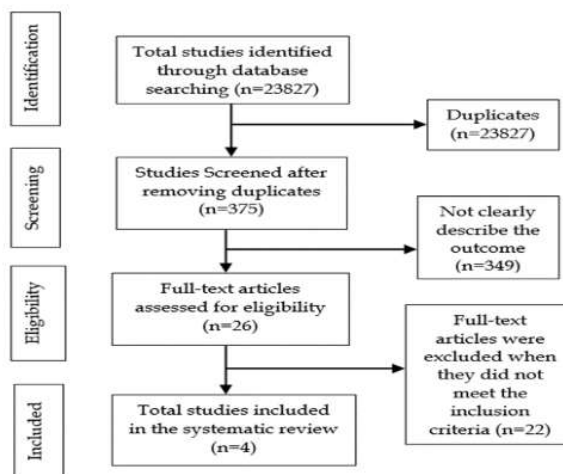 Identification
Total studies identified
through database
searching (n=23827)
Duplicates
(n=23827)
Screening
Studies Screened after
removing duplicates
(n=375)
Not clearly
describe the
outcome
(n=349)
Eligibility
Full-text articles
assessed for eligibility
(n=26)
Full-text
articles were
excluded when
they did not
meet the
inclusion
criteria (n=22)
Included
Total studies included
in the systematic review
(n=4)